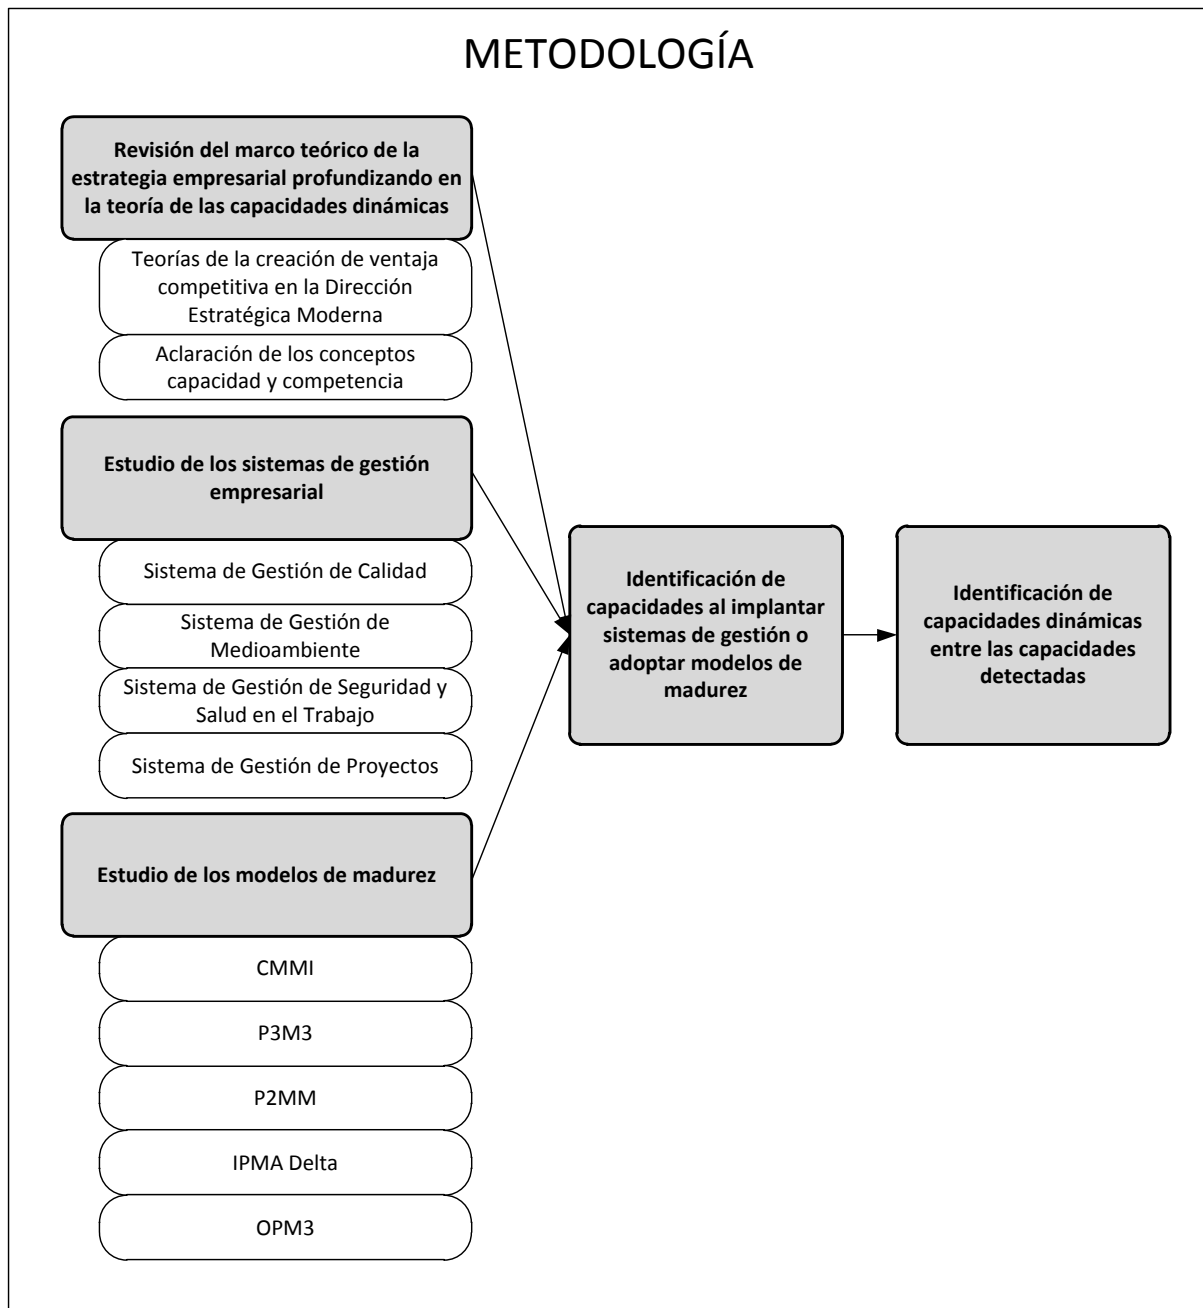 METODOLOGÍA
Revisión del marco teórico de la
estrategia empresarial profundizando en
la teoría de las capacidades dinámicas
Teorías de la creación de ventaja
competitiva en la Dirección
Estratégica Moderna
Aclaración de los conceptos
capacidad y competencia
Estudio de los sistemas de gestión
empresarial
Sistema de Gestión de Calidad
Sistema de Gestión de
Medioambiente
Sistema de Gestión de Seguridad y
Salud en el Trabajo
Sistema de Gestión de Proyectos
Estudio de los modelos de madurez
CMMI
P3M3
P2MM
IPMA Delta
OPM3
Identificación de
capacidades al implantar
sistemas de gestión o
adoptar modelos de
madurez
Identificación de
capacidades dinámicas
entre las capacidades
detectadas